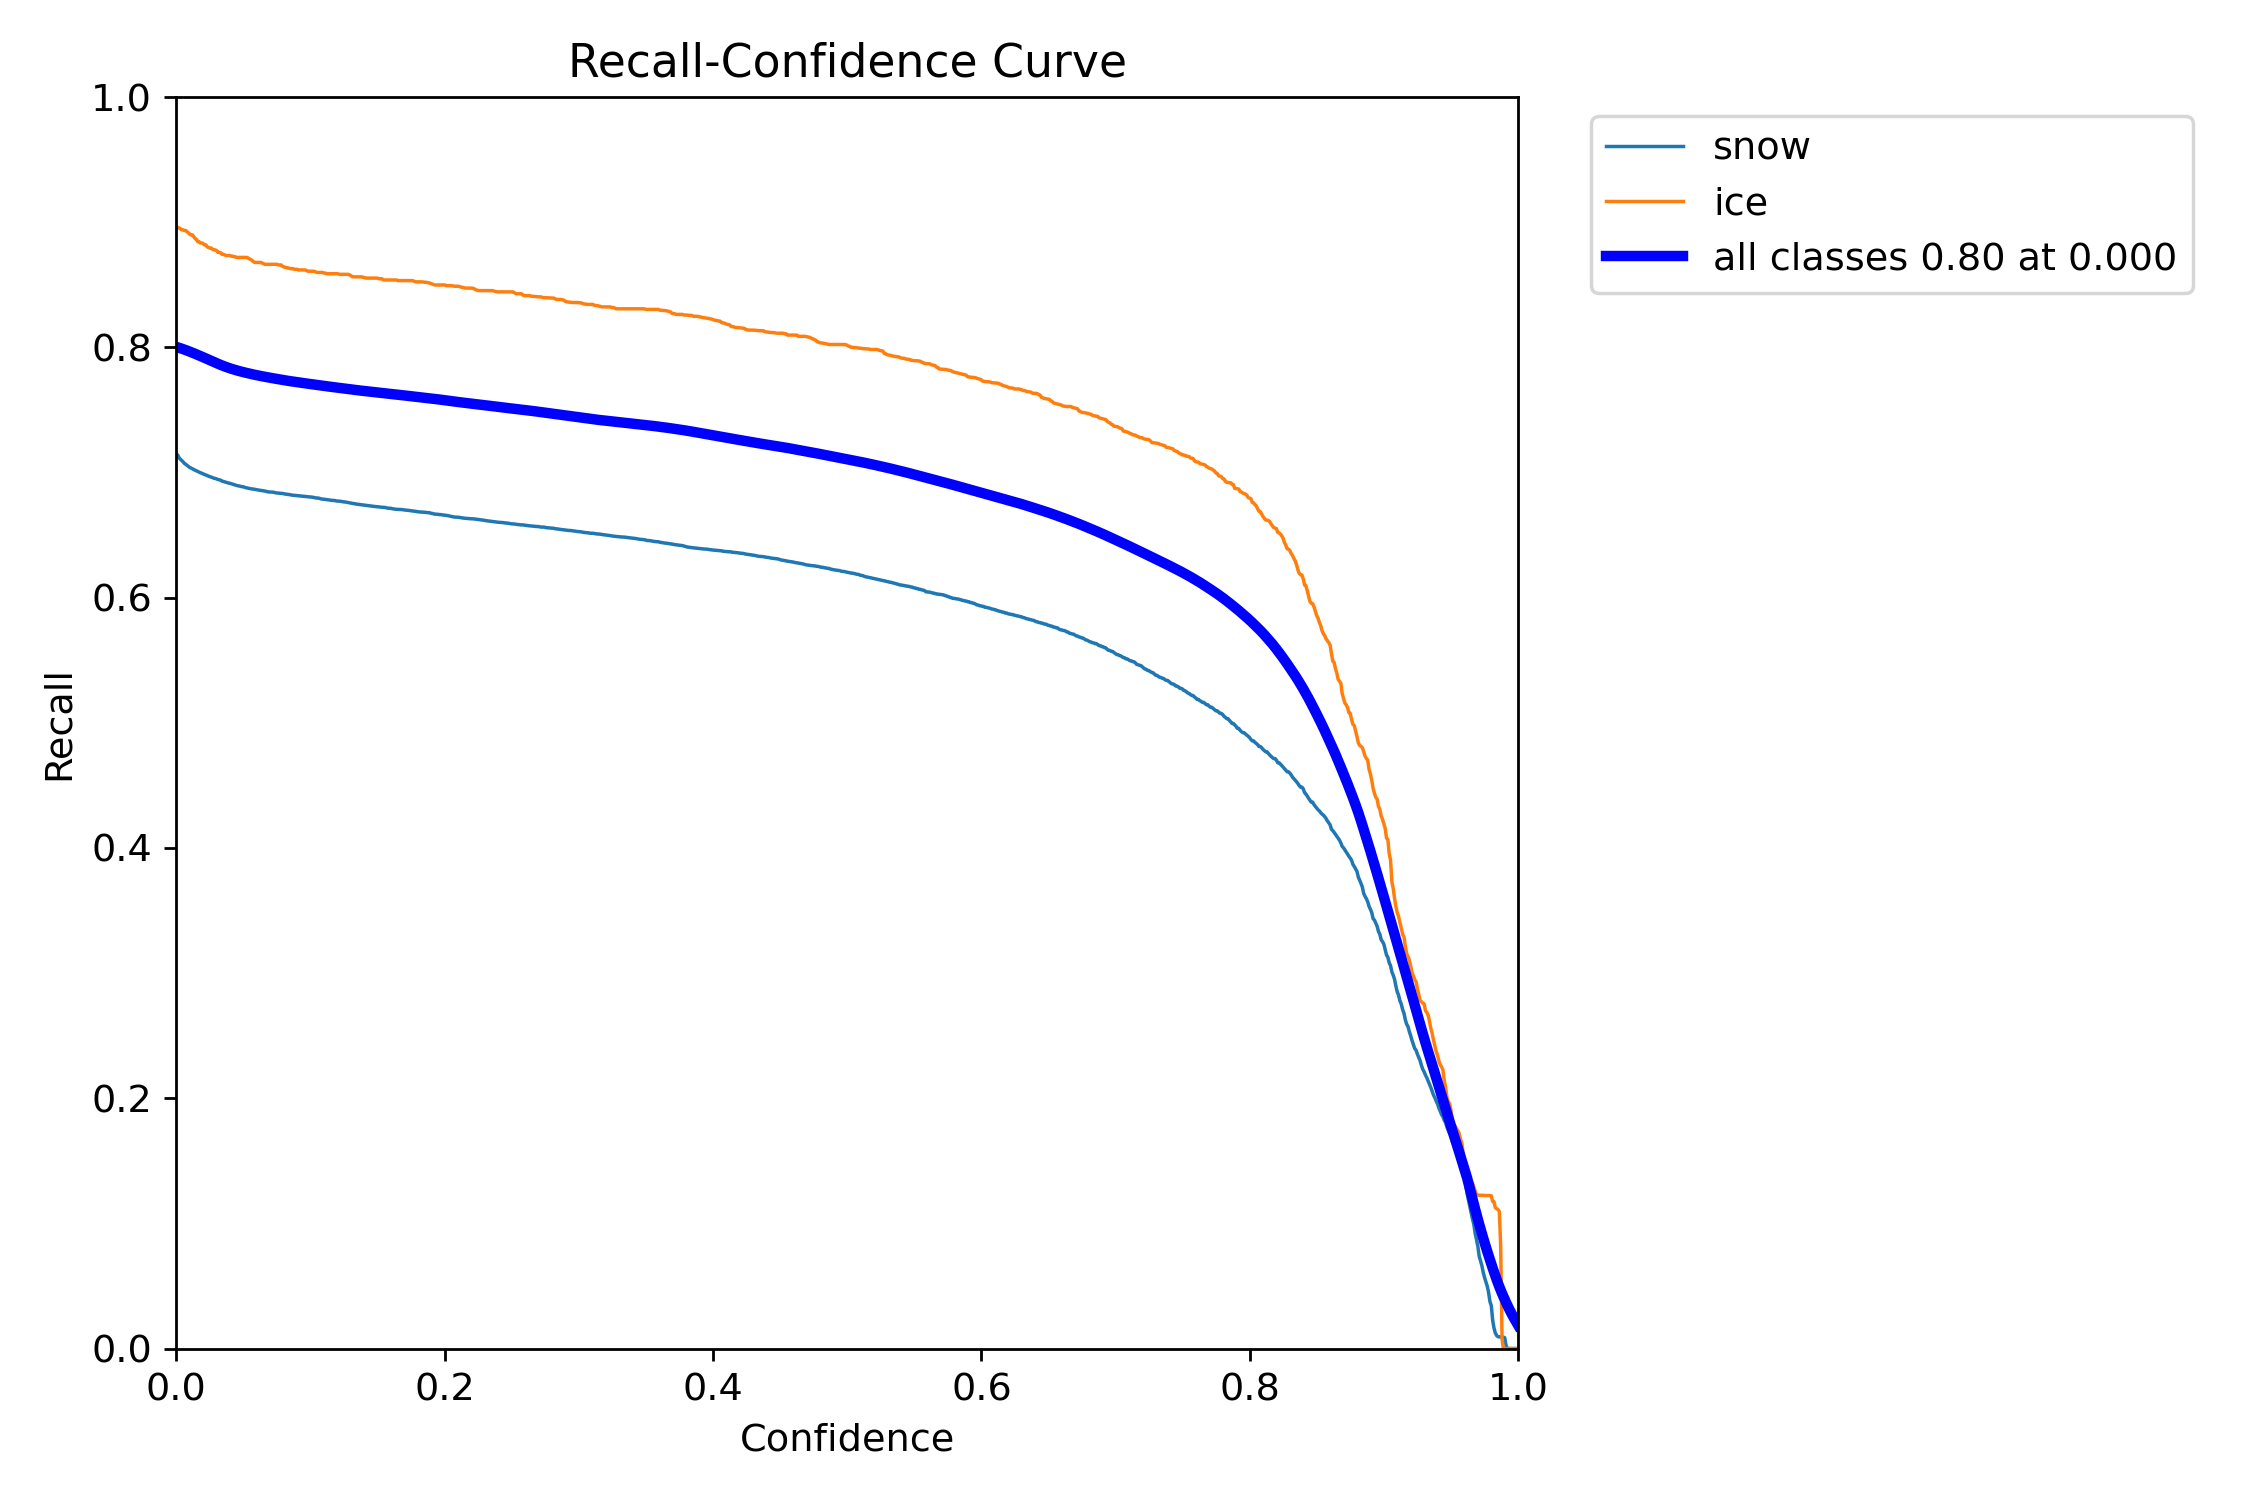 Recall-Confidence Curve
1.0
0.8
0.6
0.4
0.2
0.0
Recall
0.0 0.2 0.4 0.6 0.8 1.0
Confidence
snow
ice
all classes 0.80 at 0.000